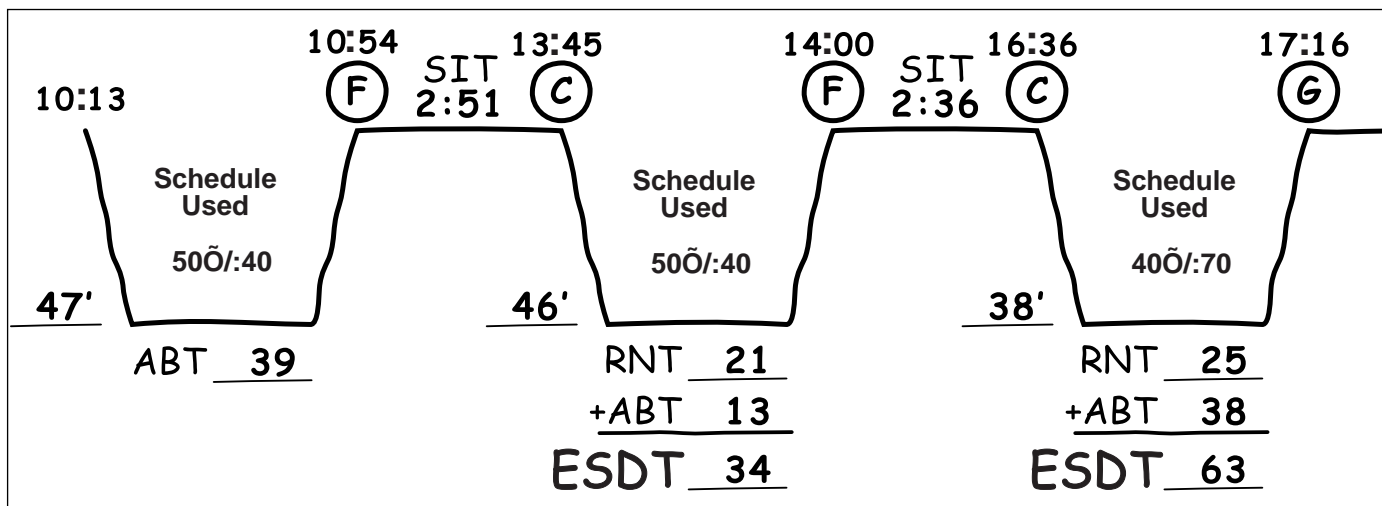 10:13
10:54
F
SIT
2:51
13:45
C
14:00
F
SIT
2:36
16:36
C
17:16
G
Schedule
Used
50Õ/:40
Schedule
Used
50Õ/:40
Schedule
Used
40Õ/:70
47'
46'
38'
ABT 39
RNT 21
+ABT 13
ESDT 34
RNT 25
+ABT 38
ESDT 63